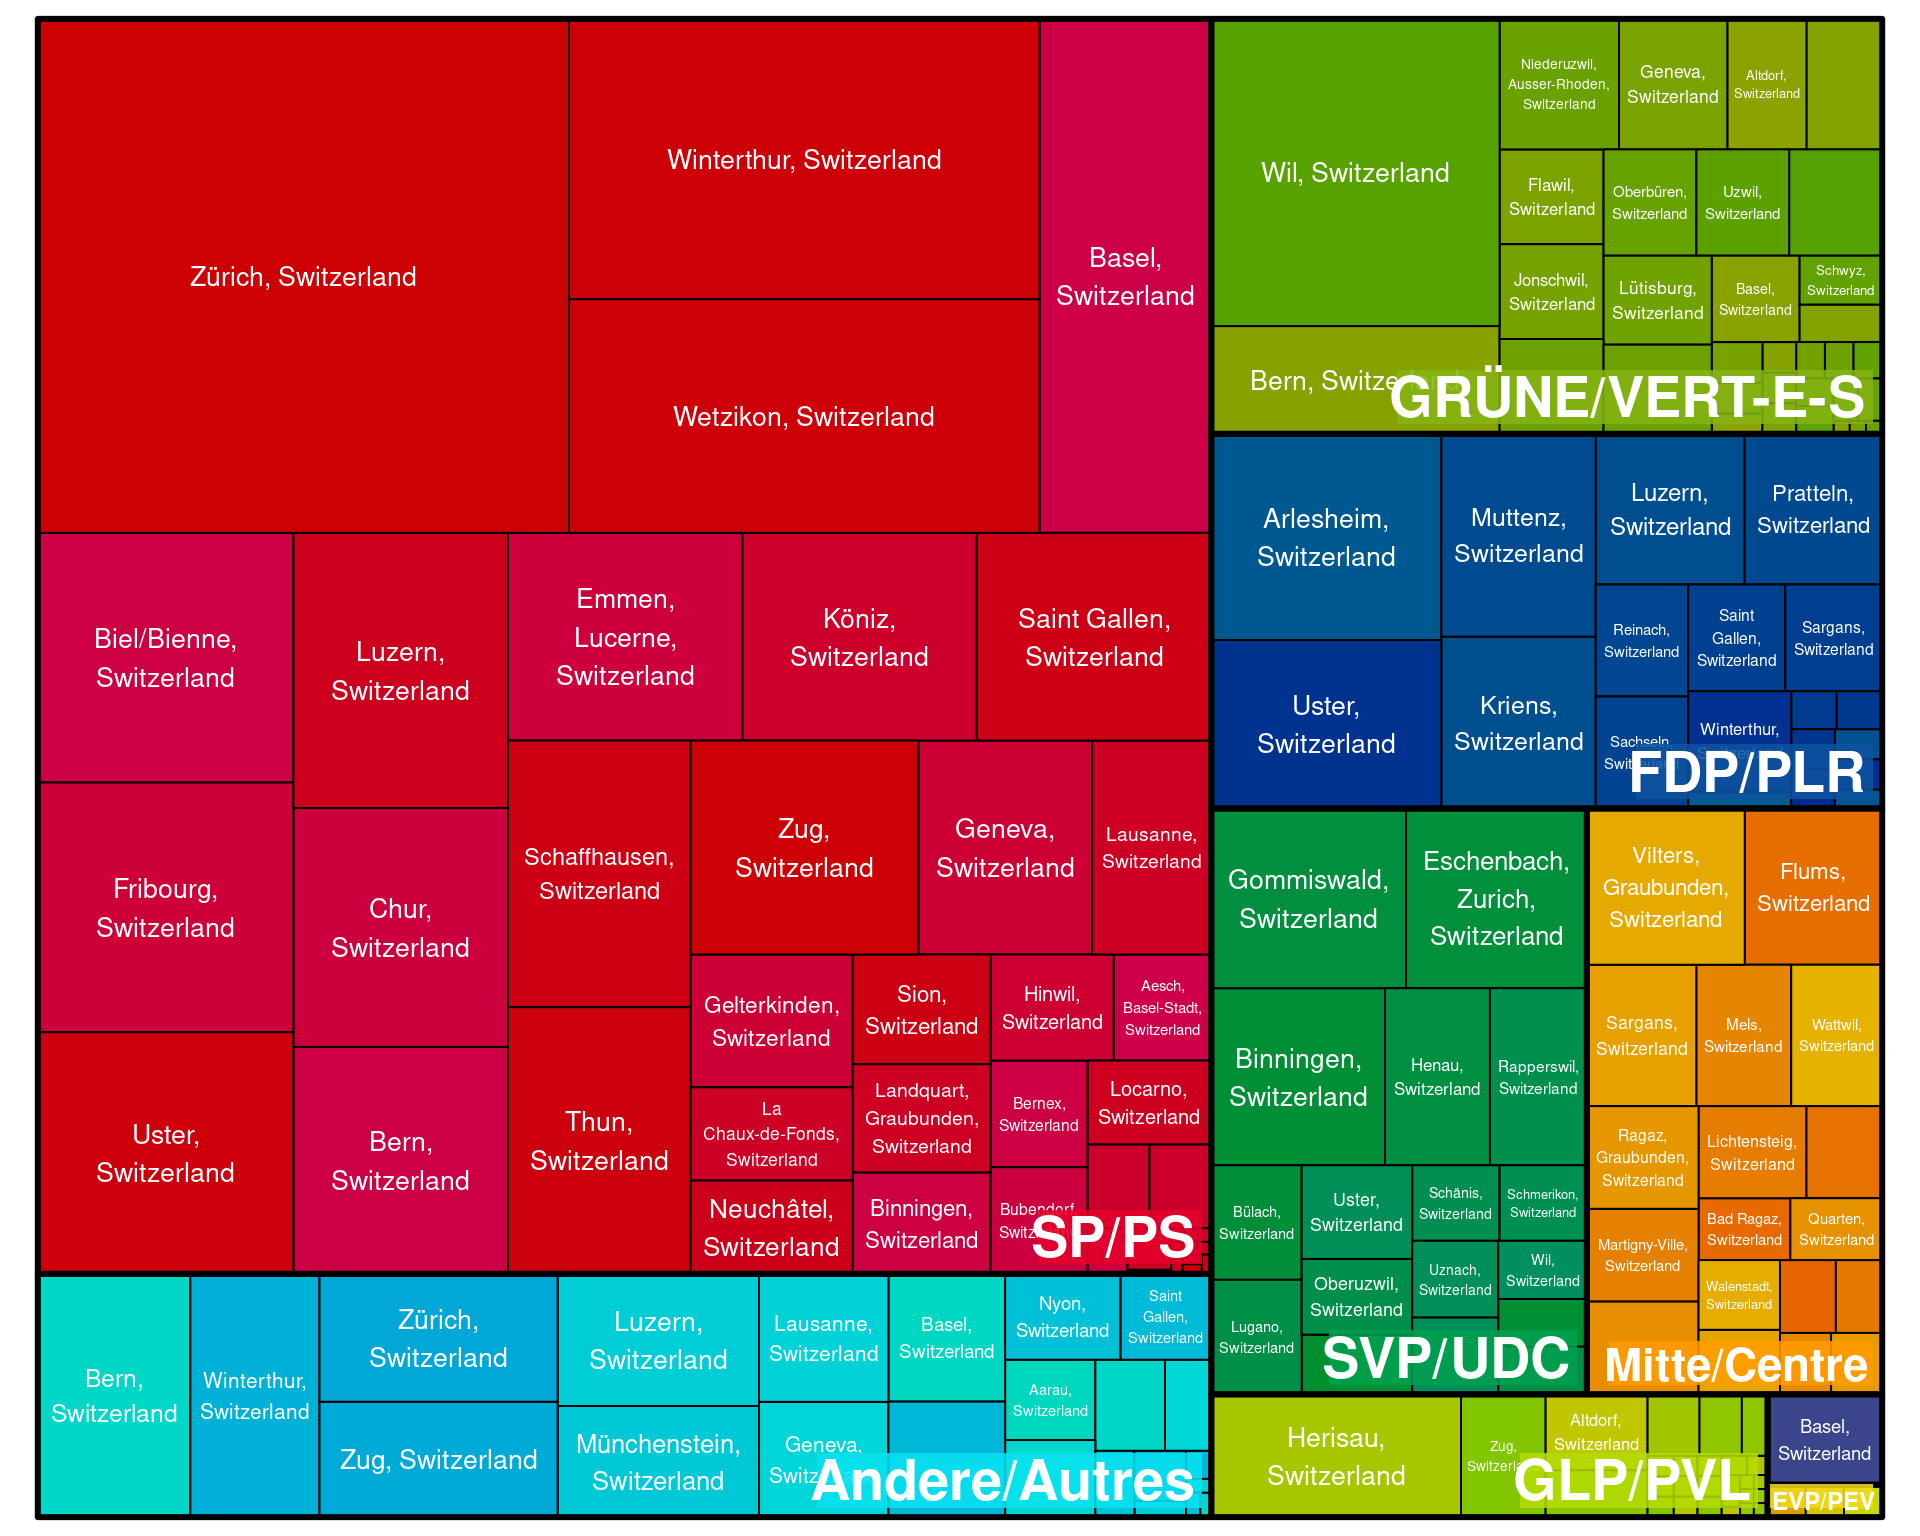 Zürich, Switzerland
Winterthur, Switzerland
Wetzikon, Switzerland
Basel,
Switzerland
Biel/Bienne,
Switzerland
Fribourg,
Switzerland
Uster,
Switzerland
Luzern,
Switzerland
Chur,
Switzerland
Bern,
Switzerland
Emmen,
Lucerne,
Switzerland
Köniz,
Switzerland
Saint Gallen,
Switzerland
Schaffhausen,
Switzerland
Thun,
Switzerland
Zug,
Switzerland
Geneva,
Switzerland
Lausanne,
Switzerland
Gelterkinden,
Switzerland
La
Chaux-de-Fonds,
Switzerland
Neuchâtel,
Switzerland
Sion,
Switzerland
Landquart,
Graubunden,
Switzerland
Binningen,
Switzerland
Hinwil,
Switzerland
Aesch,
Basel-Stadt,
Switzerland
Bernex,
Switzerland
Locarno,
Switzerland
Bubendorf,
SP/PS
Bern,
Switzerland
Winterthur,
Switzerland
Zürich,
Switzerland
Zug, Switzerland
Luzern,
Switzerland
Münchenstein,
Switzerland
Lausanne,
Switzerland
Geneva,
Basel,
Switzerland
Nyon,
Switzerland
Saint
Gallen,
Switzerland
Aarau,
Switzerland
Andere/Autres
Wil, Switzerland
Bern, Switzerland
Niederuzwil,
Ausser-Rhoden,
Switzerland
Geneva,
Switzerland
Altdorf,
Switzerland
Flawil,
Switzerland
Oberbüren,
Switzerland
Uzwil,
Switzerland
Jonschwil,
Switzerland
Lütisburg,
Switzerland
Basel,
Switzerland
Schwyz,
Switzerland
GRÜNE/VERT-E-S
Arlesheim,
Switzerland
Uster,
Switzerland
Muttenz,
Switzerland
Kriens,
Switzerland
Luzern,
Switzerland
Pratteln,
Switzerland
Reinach,
Switzerland
Saint
Gallen,
Switzerland
Sargans,
Switzerland
Sachseln,
Winterthur,
Switzerland
FDP/PLR
Gommiswald,
Switzerland
Eschenbach,
Zurich,
Switzerland
Binningen,
Switzerland
Henau,
Switzerland
Rapperswil,
Switzerland
Bülach,
Switzerland
Lugano,
Switzerland
Uster,
Switzerland
Oberuzwil,
Switzerland
Schänis,
Switzerland
Schmerikon,
Switzerland
Uznach,
Switzerland
Wil,
Switzerland
SVP/UDC
Vilters,
Graubunden,
Switzerland
Flums,
Switzerland
Sargans,
Switzerland
Mels,
Switzerland
Wattwil,
Switzerland
Ragaz,
Graubunden,
Switzerland
Lichtensteig,
Switzerland
Martigny-Ville,
Switzerland
Bad Ragaz,
Switzerland
Quarten,
Switzerland
Walenstadt,
Switzerland
Mitte/Centre
Herisau,
Switzerland
Zug,
Altdorf,
Switzerland
GLP/PVL
Basel,
Switzerland
EVP/PEV